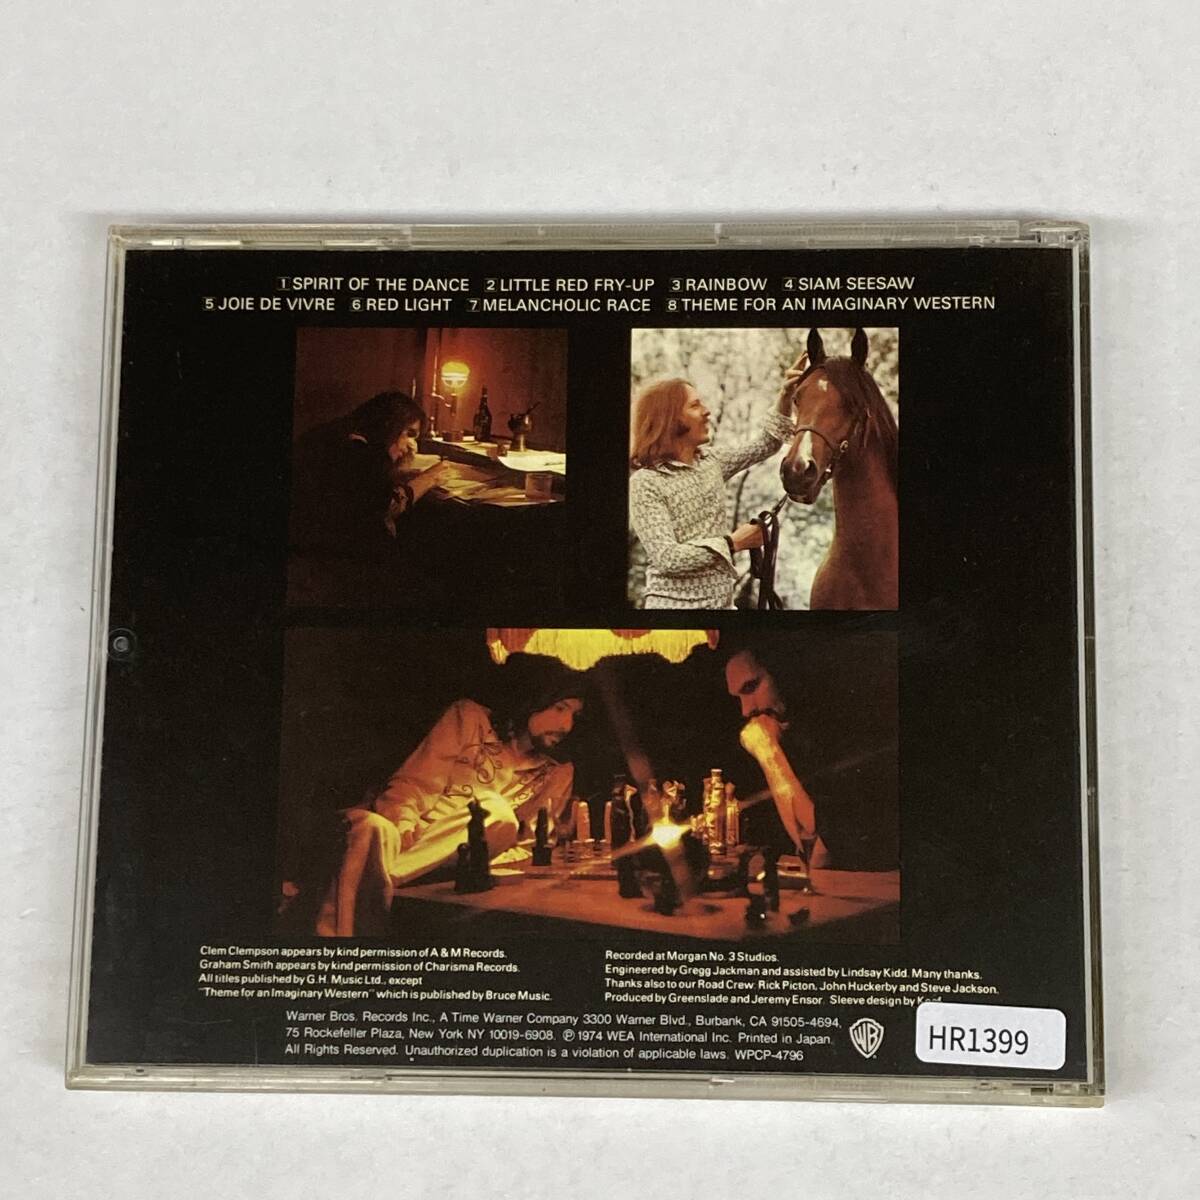 1 SPIRIT OF THE DANCE 2 LITTLE RED FRY-UP 3 RAINBOW 4 SIAM SEESAW
5 JOIE DE VIVRE 6 RED LIGHT 7 MELANCHOLIC RACE 8 THEME FOR AN IMAGINARY WESTERN
Clem Clempson appears by kind permission of A & M Records.
Graham Smith appears by kind permission of Charisma Records.
All titles published by G.H. Music Ltd., except
"Theme for an Imaginary Western" which is published by Bruce Music.
Recorded at Morgan No. 3 Studios.
Engineered by Gregg Jackman and assisted by Lindsay Kidd. Many thanks.
Thanks also to our Road Crew: Rick Picton, John Huckerby and Steve Jackson.
Produced by Greenslade and Jeremy Ensor. Sleeve design by
Warner Bros. Records Inc., A Time Warner Company 3300 Warner Blvd., Burbank, CA 91505-4694,
75 Rockefeller Plaza, New York NY 10019-6908. ℗ 1974 WEA International Inc. Printed in Japan.
All Rights Reserved. Unauthorized duplication is a violation of applicable laws. WPCP-4796
WB
HR1399